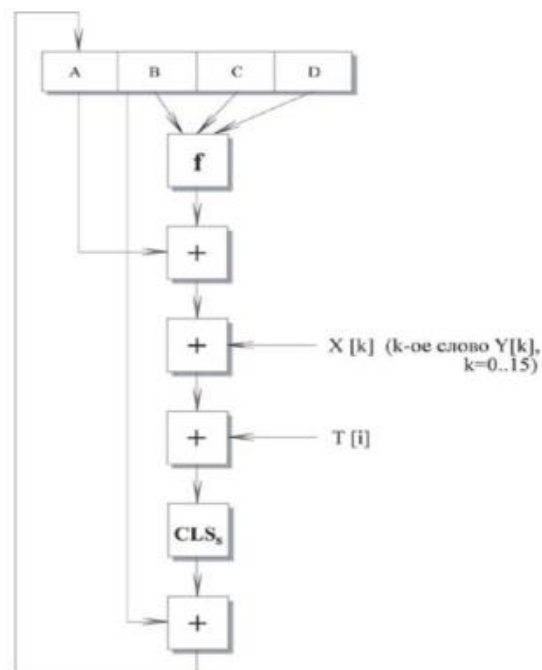 A B C D
f
+
+
X [k] (k-ое слово Y[k],
k=0..15)
+
T [i]
CLSs
+